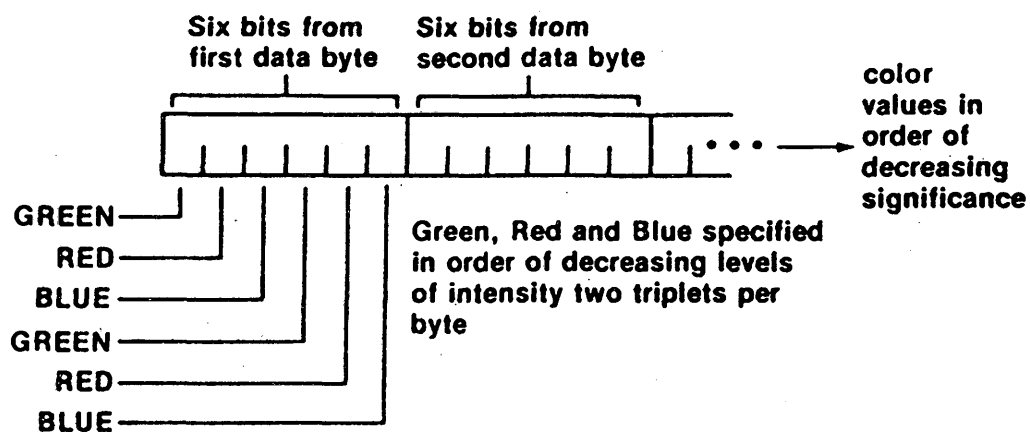 Six bits from
first data byte
Six bits from
second data byte
color
values in
order of
decreasing
significance
GREEN
RED
BLUE
GREEN
RED
BLUE
Green, Red and Blue specified
in order of decreasing levels
of intensity two triplets per
byte